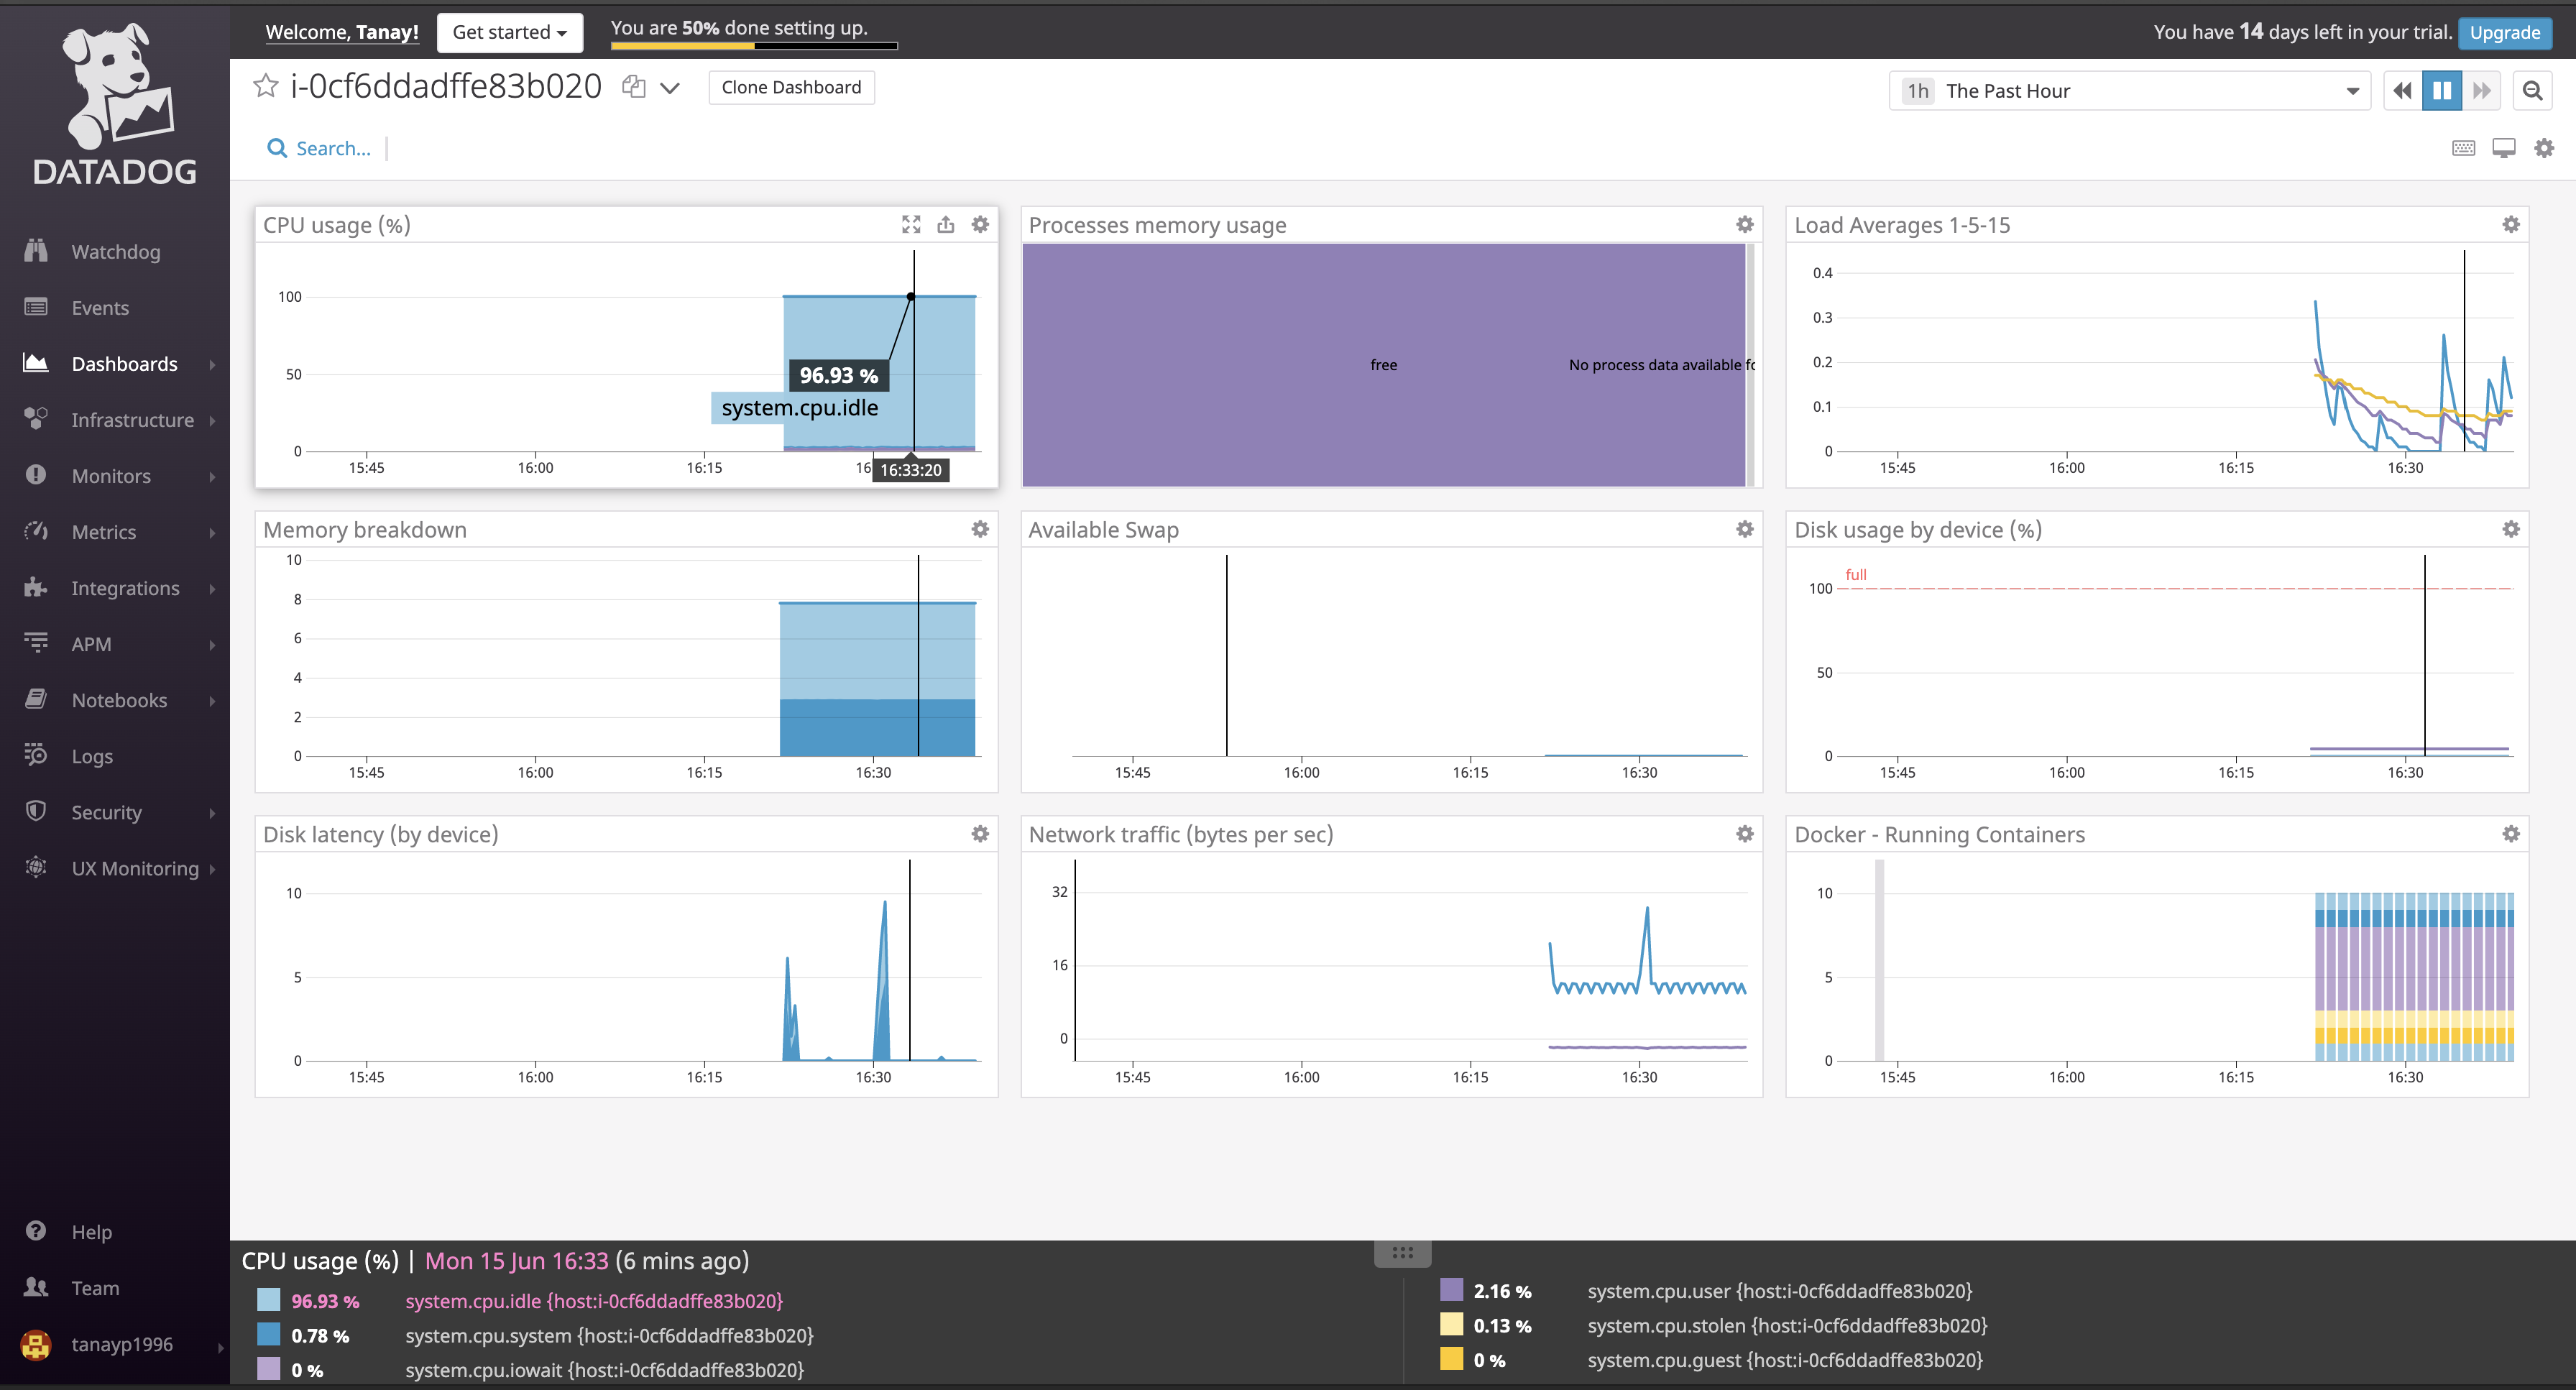 DATADOG
Welcome, Tanay!
Get started
You are 50% done setting up.
You have 14 days left in your trial.
Upgrade
i-0cf6ddadffe83b020
Clone Dashboard
1h The Past Hour
Search...
Watchdog
Events
Dashboards
Infrastructure
Monitors
Metrics
Integrations
APM
Notebooks
Logs
Security
UX Monitoring
Help
Team
tanayp1996
CPU usage (%)
100
50
0
15:45 16:00 16:15 16
96.93 %
system.cpu.idle
16:33:20
Processes memory usage
free
No process data available fo
Load Averages 1-5-15
0.4
0.3
0.2
0.1
0
15:45 16:00 16:15 16:30
Memory breakdown
10
8
6
4
2
0
15:45 16:00 16:15 16:30
Available Swap
15:45 16:00 16:15 16:30
Disk usage by device (%)
full
100
50
0
15:45 16:00 16:15 16:30
Disk latency (by device)
10
5
0
15:45 16:00 16:15 16:30
Network traffic (bytes per sec)
32
16
0
15:45 16:00 16:15 16:30
Docker - Running Containers
10
5
0
15:45 16:00 16:15 16:30
CPU usage (%) | Mon 15 Jun 16:33 (6 mins ago)
96.93 % system.cpu.idle {host:i-0cf6ddadffe83b020}
0.78 % system.cpu.system {host:i-0cf6ddadffe83b020}
0 % system.cpu.iowait {host:i-0cf6ddadffe83b020}
2.16 % system.cpu.user {host:i-0cf6ddadffe83b020}
0.13 % system.cpu.stolen {host:i-0cf6ddadffe83b020}
0 % system.cpu.guest {host:i-0cf6ddadffe83b020}